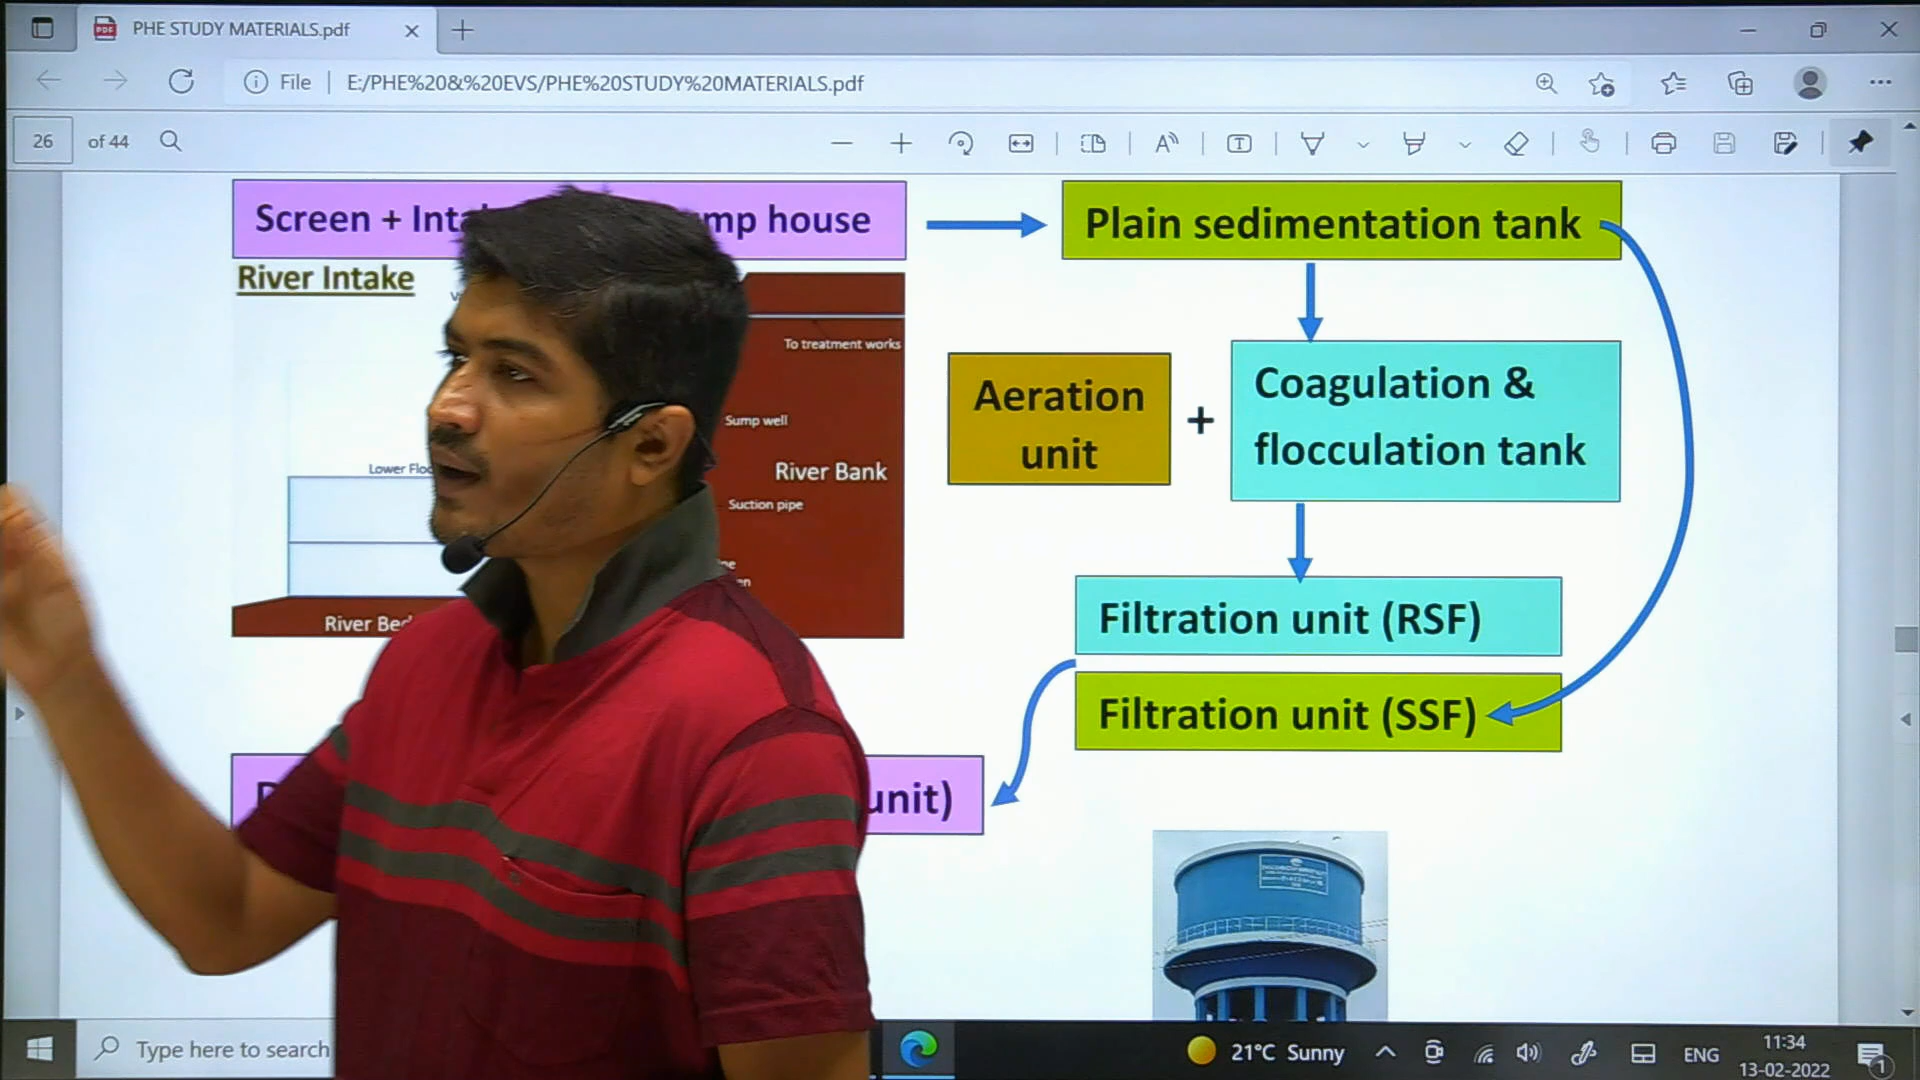 PHE STUDY MATERIALS.pdf
File
E:/PHE%20&%20EVS/PHE%20STUDY%20MATERIALS.pdf
26 of 44
Screen + mp house
Plain sedimentation tank
River Intake
To treatment works
Aeration
unit
+
Coagulation &
flocculation tank
Sump well
Lower
River Bank
Suction pipe
River
Filtration unit (RSF)
Filtration unit (SSF)
unit)
Type here to search
21°C Sunny
ENG
11:34
13-02-2022
1